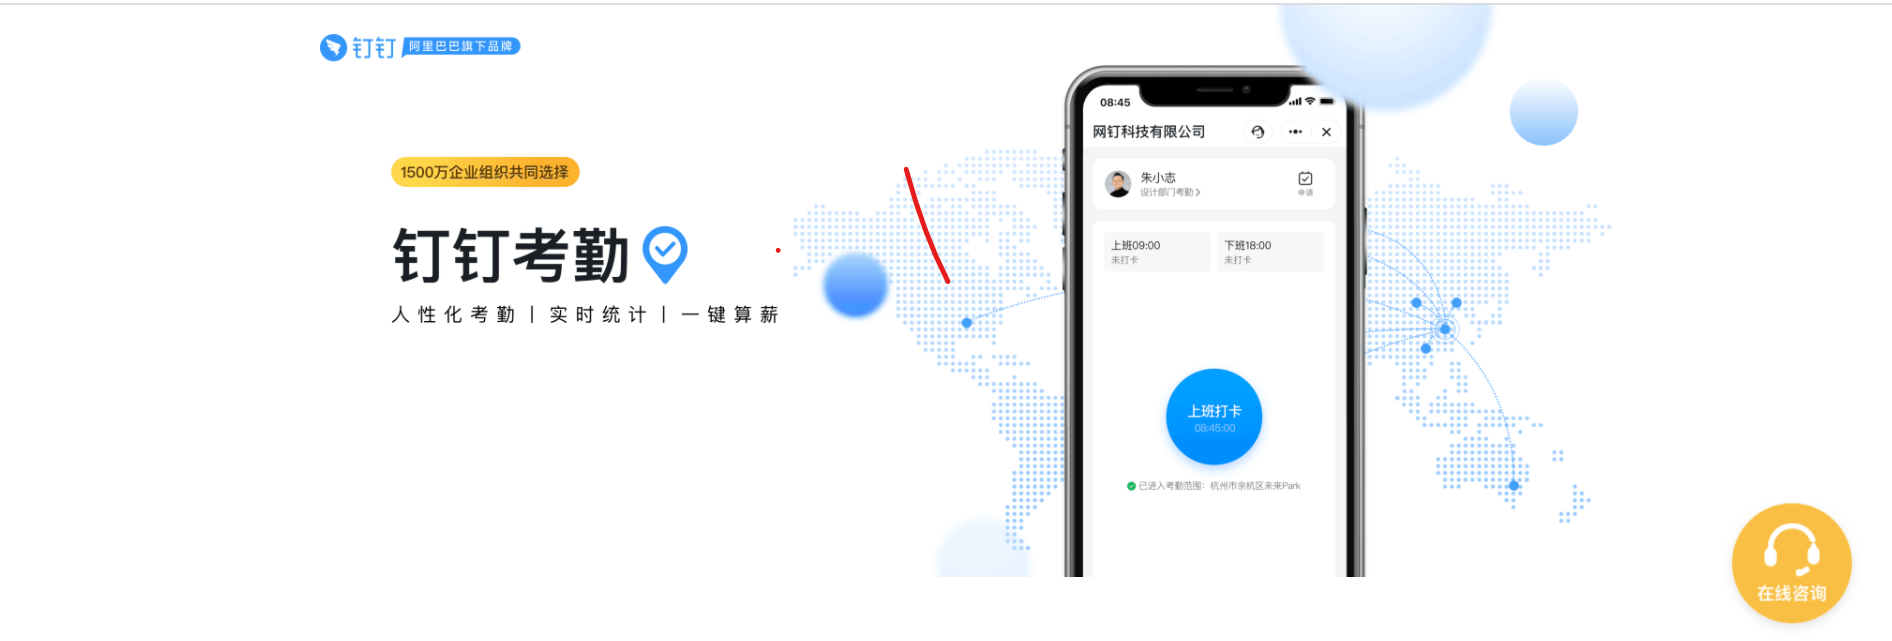 钉钉 阿里巴巴旗下品牌
1500万企业组织共同选择
钉钉考勤
人性化考勤丨实时统计丨一键算薪
08:45
网钉科技有限公司
朱小志
设计部门考勤
申请
上班09:00
未打卡
下班18:00
未打卡
上班打卡
08:45:00
已进入考勤范围：杭州市余杭区未来Park
在线咨询